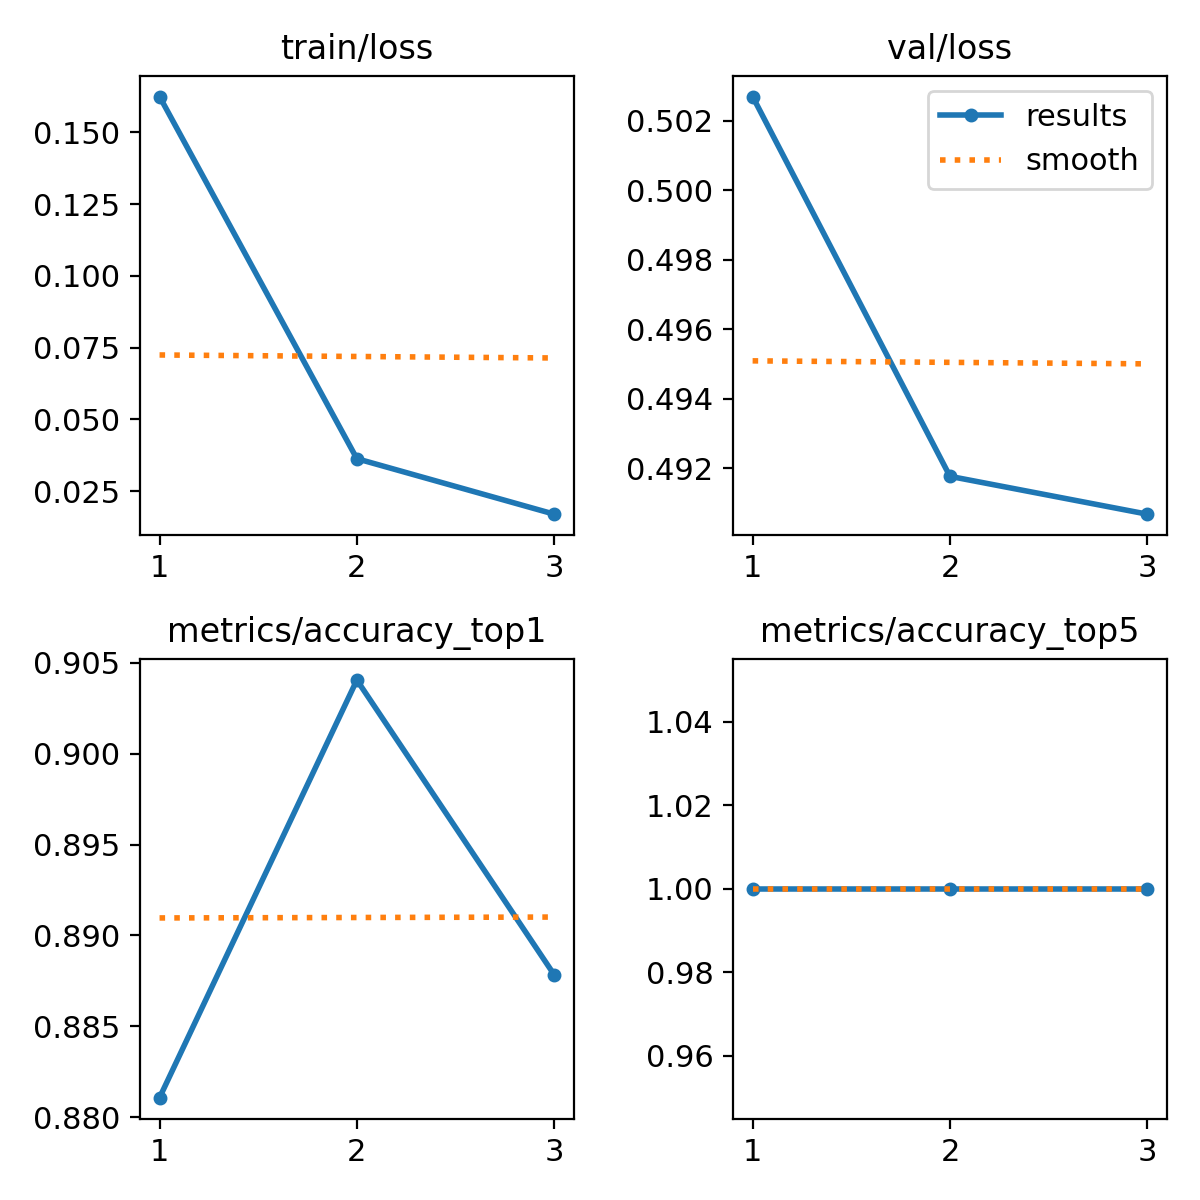 train/loss
0.150
0.125
0.100
0.075
0.050
0.025
1 2 3
val/loss
results
smooth
0.502
0.500
0.498
0.496
0.494
0.492
1 2 3
metrics/accuracy_top1
0.905
0.900
0.895
0.890
0.885
0.880
1 2 3
metrics/accuracy_top5
1.04
1.02
1.00
0.98
0.96
1 2 3